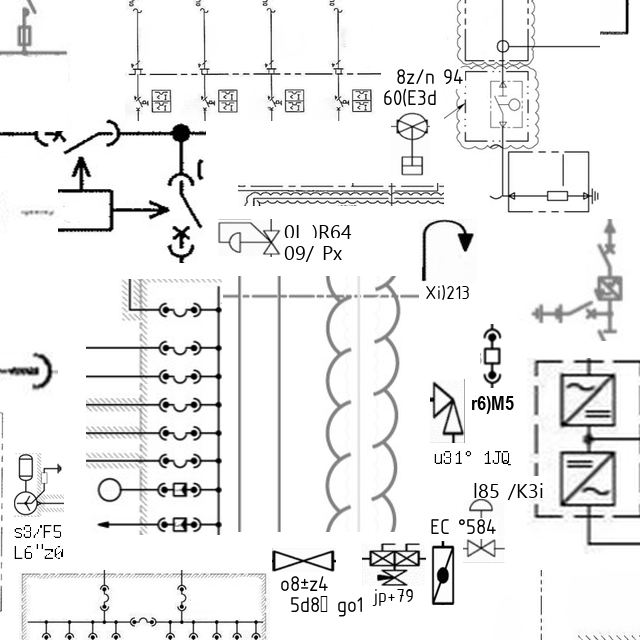 8z/n 94
60(E3d
0L )R64
09/ Px
Xi)213
r6)M5
u31° 1JQ
I85 /K3i
EC °584
s3/F5
L6"z0
o8±z4
5d8▯ go1
jp+79